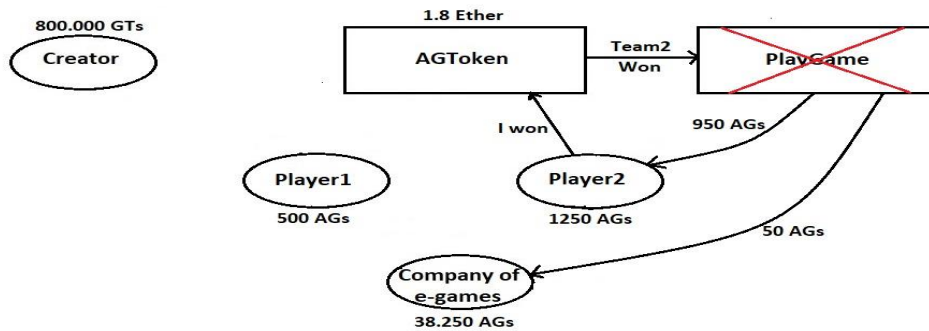 800.000 GTs
Creator
1.8 Ether
AGToken
Team2
Won
PlayGame
I won
950 AGs
Player1
500 AGs
Player2
1250 AGs
50 AGs
Company of
e-games
38.250 AGs